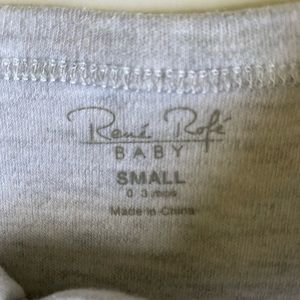 René Rofé
BABY
SMALL
0 3 mos
Made in China